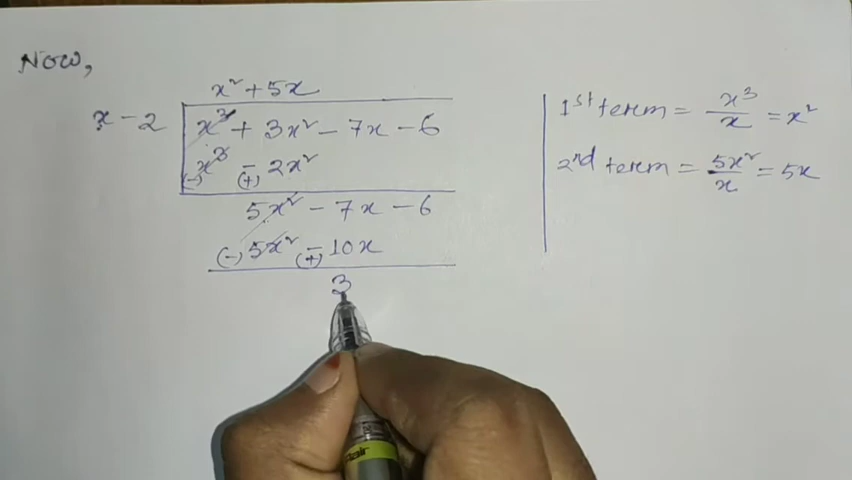 Now,
x² + 5x
x - 2 | x³ + 3x² - 7x - 6
x³ - 2x²
(-) (+)
5x² - 7x - 6
(-) 5x² - 10x
(+)
3
1st term = x³/x = x²
2nd term = 5x²/x = 5x
flair